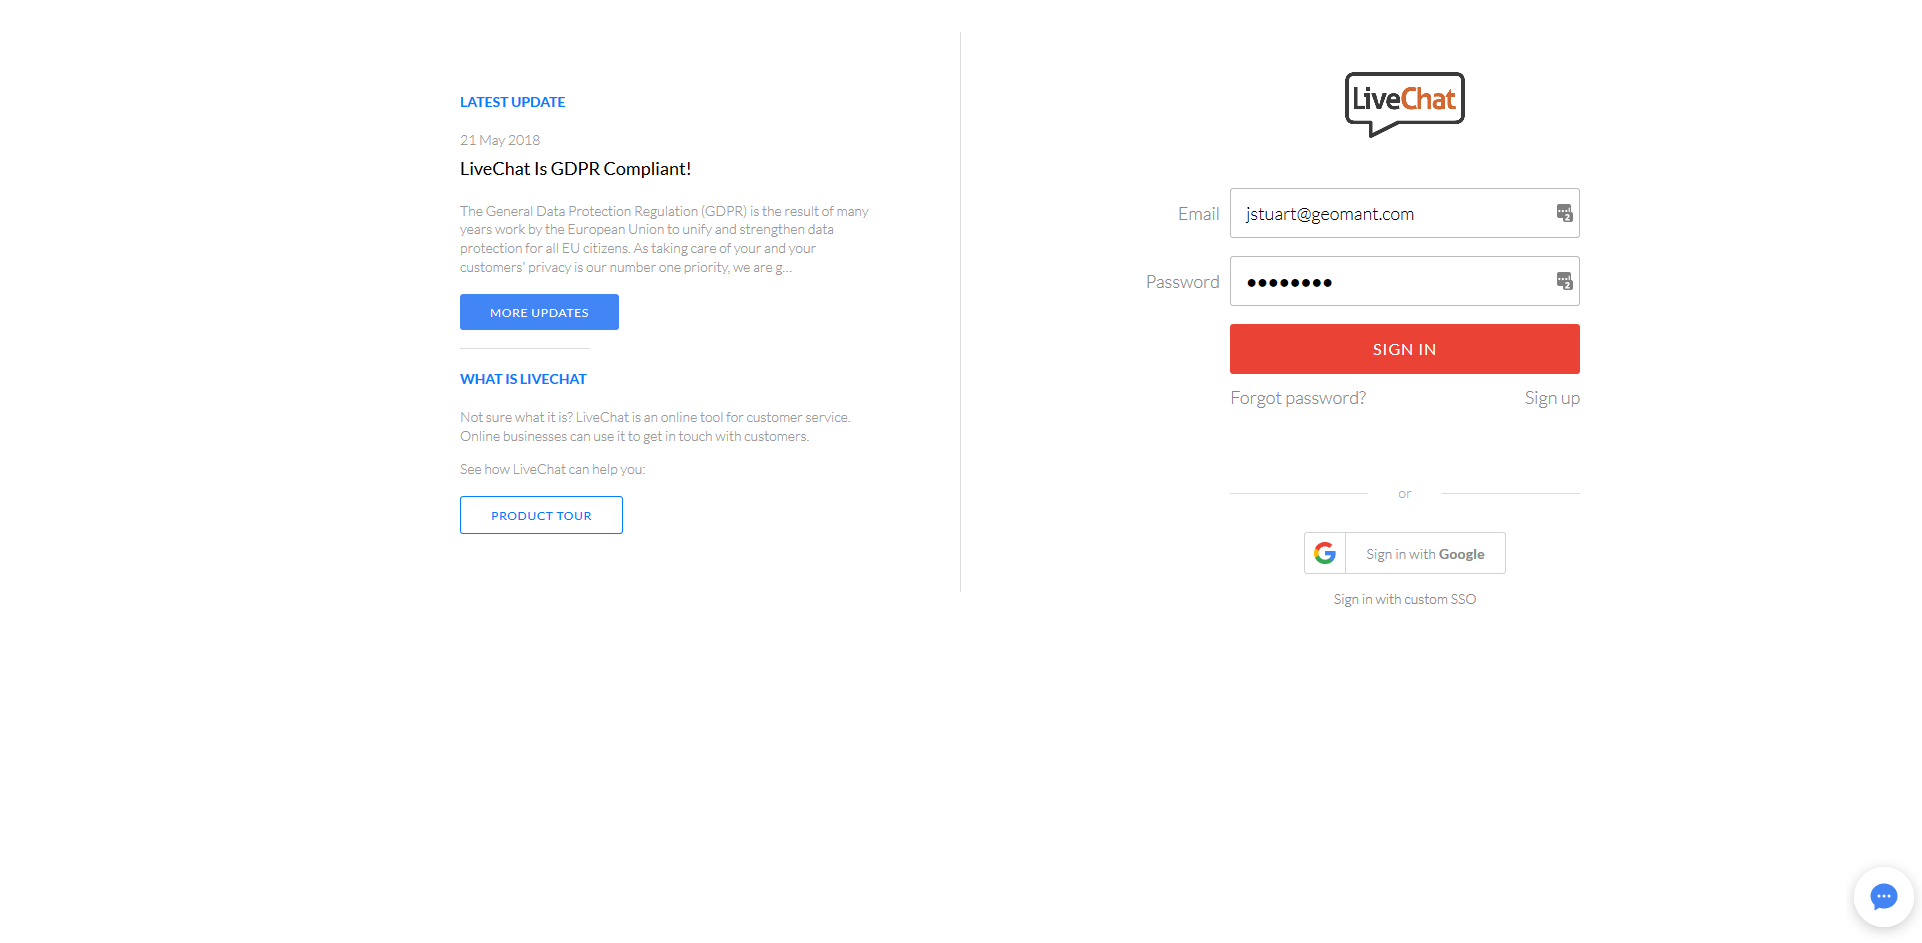 LATEST UPDATE
21 May 2018
LiveChat Is GDPR Compliant!
The General Data Protection Regulation (GDPR) is the result of many
years work by the European Union to unify and strengthen data
protection for all EU citizens. As taking care of your and your
customers' privacy is our number one priority, we are g...
MORE UPDATES
WHAT IS LIVECHAT
Not sure what it is? LiveChat is an online tool for customer service.
Online businesses can use it to get in touch with customers.
See how LiveChat can help you:
PRODUCT TOUR
LiveChat
Email
jstuart@geomant.com
2
Password
••••••••
2
SIGN IN
Forgot password?
Sign up
or
Sign in with Google
Sign in with custom SSO